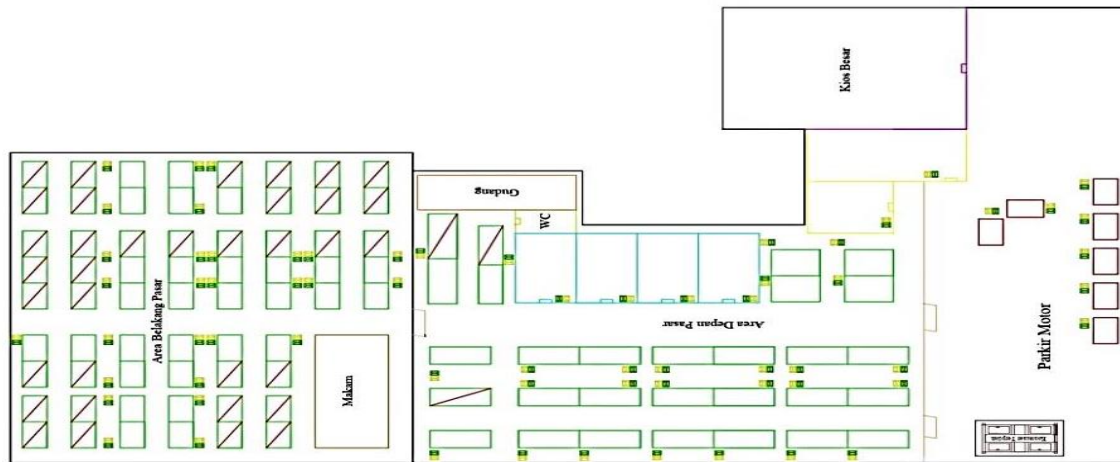 Kios Besar
Gudang
WC
Area Belakang Pasar
Area Depan Pasar
Makam
Parkir Motor